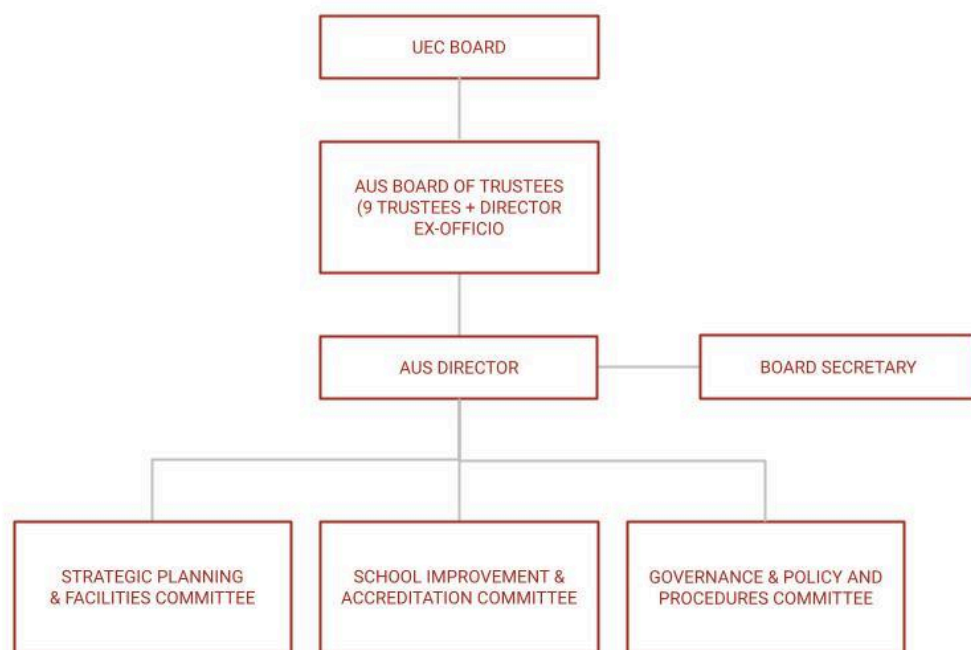 UEC BOARD
AUS BOARD OF TRUSTEES
(9 TRUSTEES + DIRECTOR
EX-OFFICIO
AUS DIRECTOR
BOARD SECRETARY
STRATEGIC PLANNING
& FACILITIES COMMITTEE
SCHOOL IMPROVEMENT &
ACCREDITATION COMMITTEE
GOVERNANCE & POLICY AND
PROCEDURES COMMITTEE